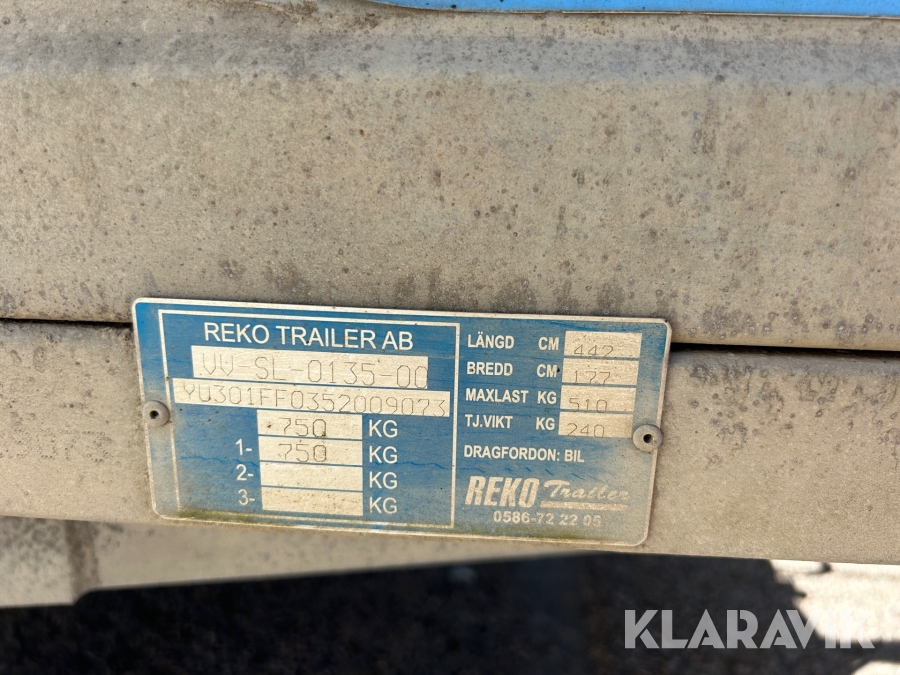 REKO TRAILER AB
VV-SL-0135-00
YU301FF0352009073
750 KG
1- 750 KG
2- KG
3- KG
LÄNGD CM 442
BREDD CM 177
MAXLAST KG 510
TJ.VIKT KG 240
DRAGFORDON: BIL
REKO Trailer
0586-72 22 05
KLARAVIK